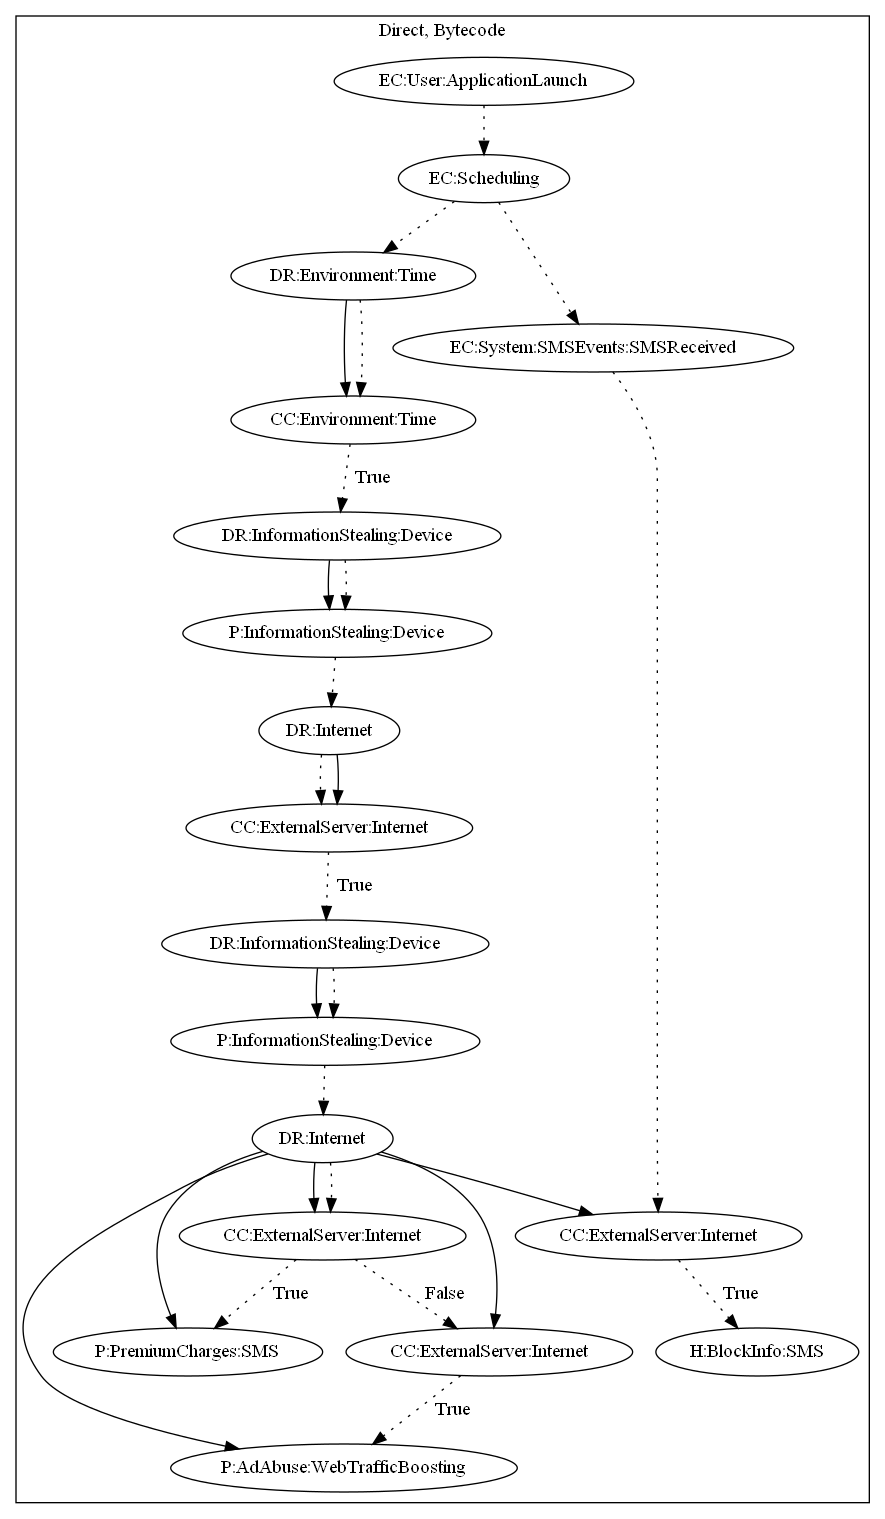 Direct, Bytecode
EC:User:ApplicationLaunch
EC:Scheduling
DR:Environment:Time
EC:System:SMSEvents:SMSReceived
CC:Environment:Time
True
DR:InformationStealing:Device
P:InformationStealing:Device
DR:Internet
CC:ExternalServer:Internet
True
DR:InformationStealing:Device
P:InformationStealing:Device
DR:Internet
CC:ExternalServer:Internet
CC:ExternalServer:Internet
True
False
True
P:PremiumCharges:SMS
CC:ExternalServer:Internet
H:BlockInfo:SMS
True
P:AdAbuse:WebTrafficBoosting